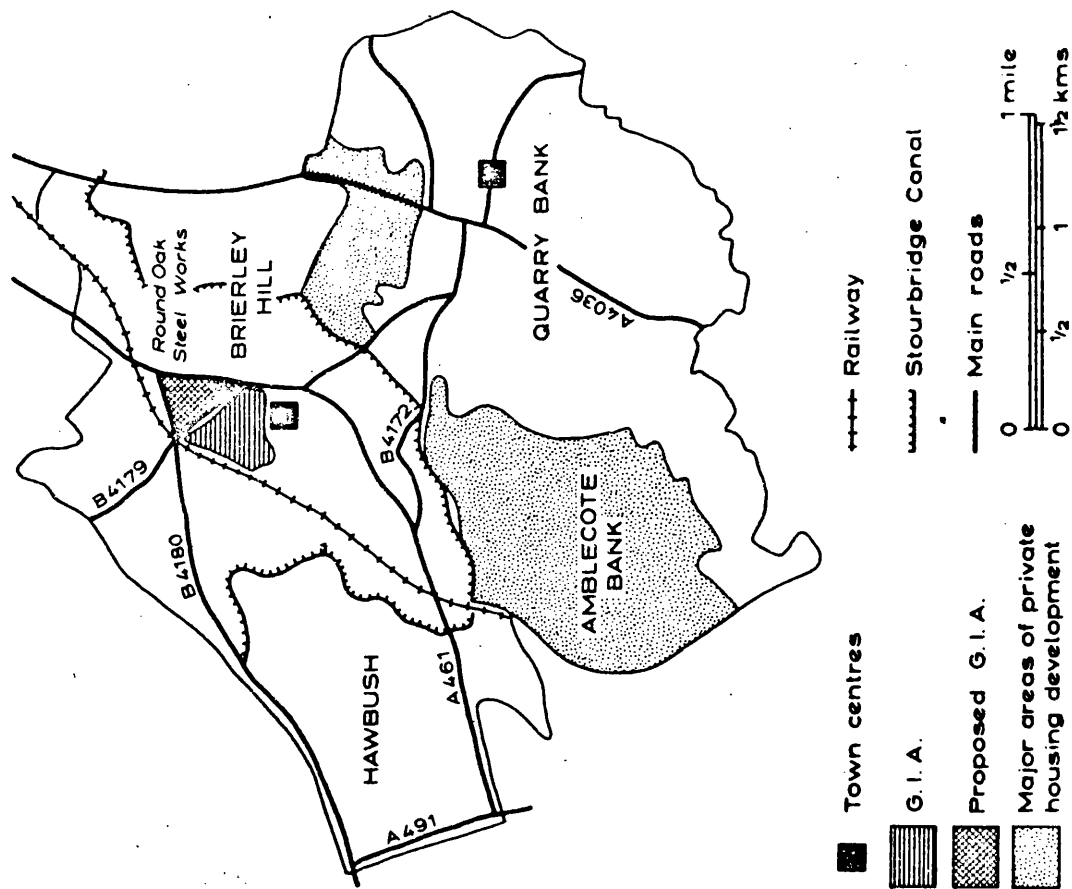 B4179
B4180
Round Oak
Steel Works
BRIERLEY
HILL
HAWBUSH
A461
A491
B4172
AMBLECOTE
BANK
QUARRY BANK
A4036
Town centres
G.I.A.
Proposed G.I.A.
Major areas of private
housing development
Railway
Stourbridge Canal
Main roads
0 1/2 1 mile
0 1/2 1 1½ kms